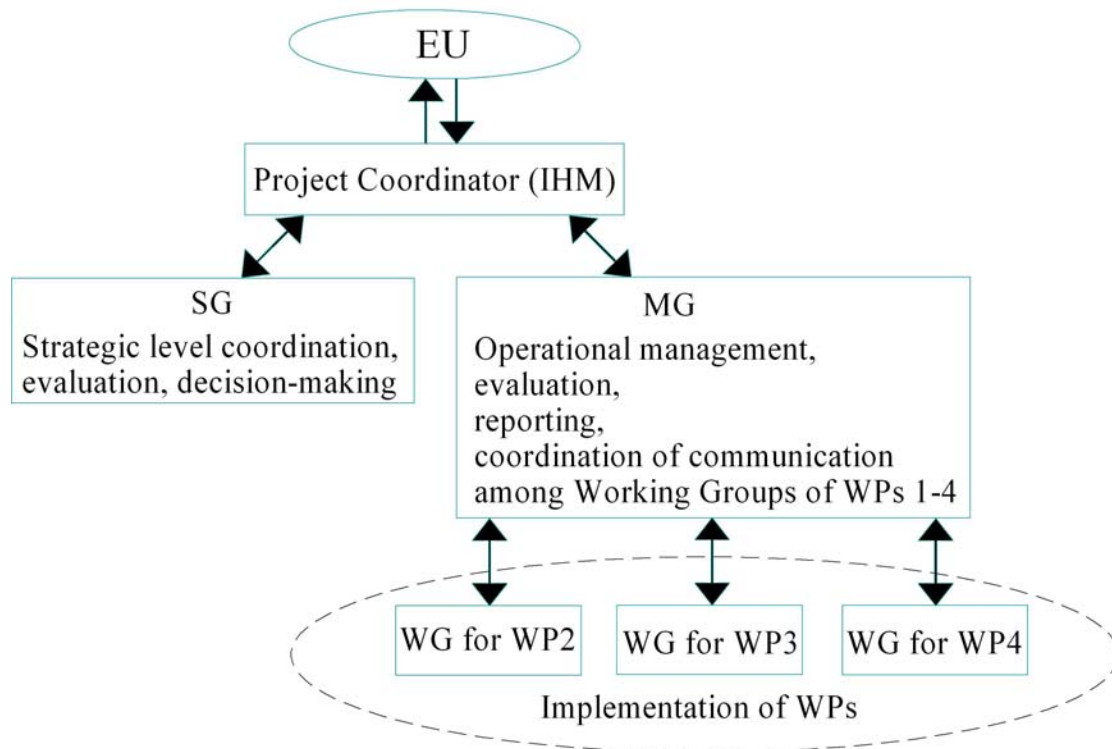 EU
Project Coordinator (IHM)
SG
Strategic level coordination,
evaluation, decision-making
MG
Operational management,
evaluation,
reporting,
coordination of communication
among Working Groups of WPs 1-4
WG for WP2
WG for WP3
WG for WP4
Implementation of WPs